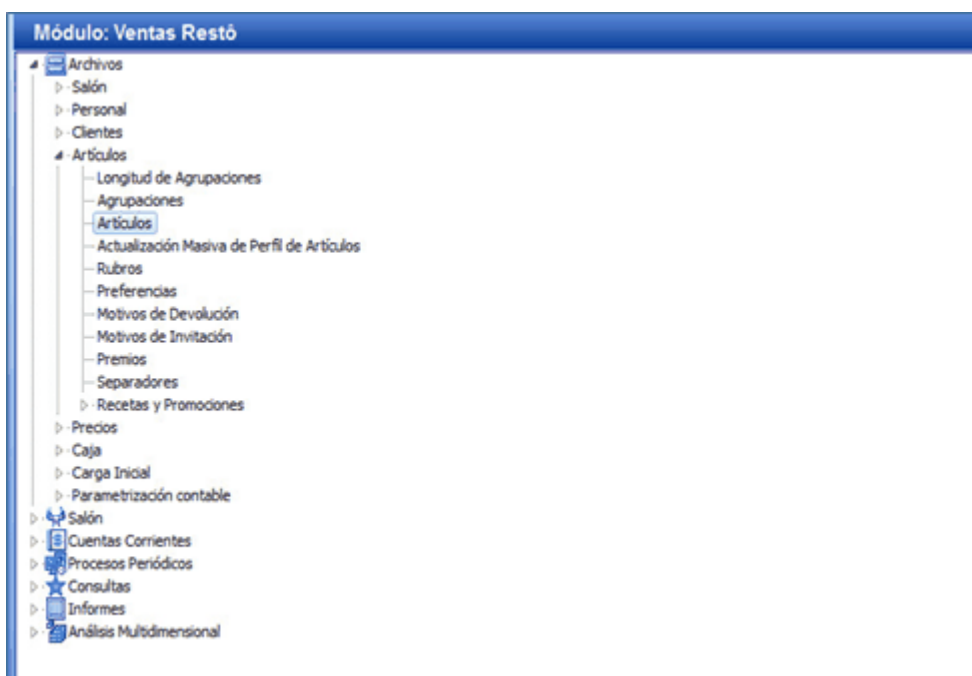 Módulo: Ventas Restô
Archivos
Salón
Personal
Clientes
Artículos
Longitud de Agrupaciones
Agrupaciones
Artículos
Actualización Masiva de Perfil de Artículos
Rubros
Preferencias
Motivos de Devolución
Motivos de Invitación
Premios
Separadores
Recetas y Promociones
Precios
Caja
Carga Inicial
Parametrización contable
Salón
Cuentas Corrientes
Procesos Periódicos
Consultas
Informes
Análisis Multidimensional